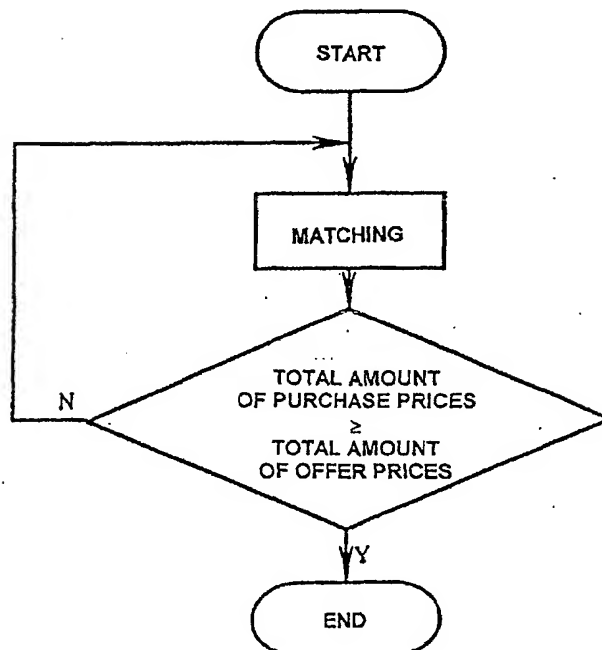 START
MATCHING
TOTAL AMOUNT
OF PURCHASE PRICES
≥
TOTAL AMOUNT
OF OFFER PRICES
N
Y
END